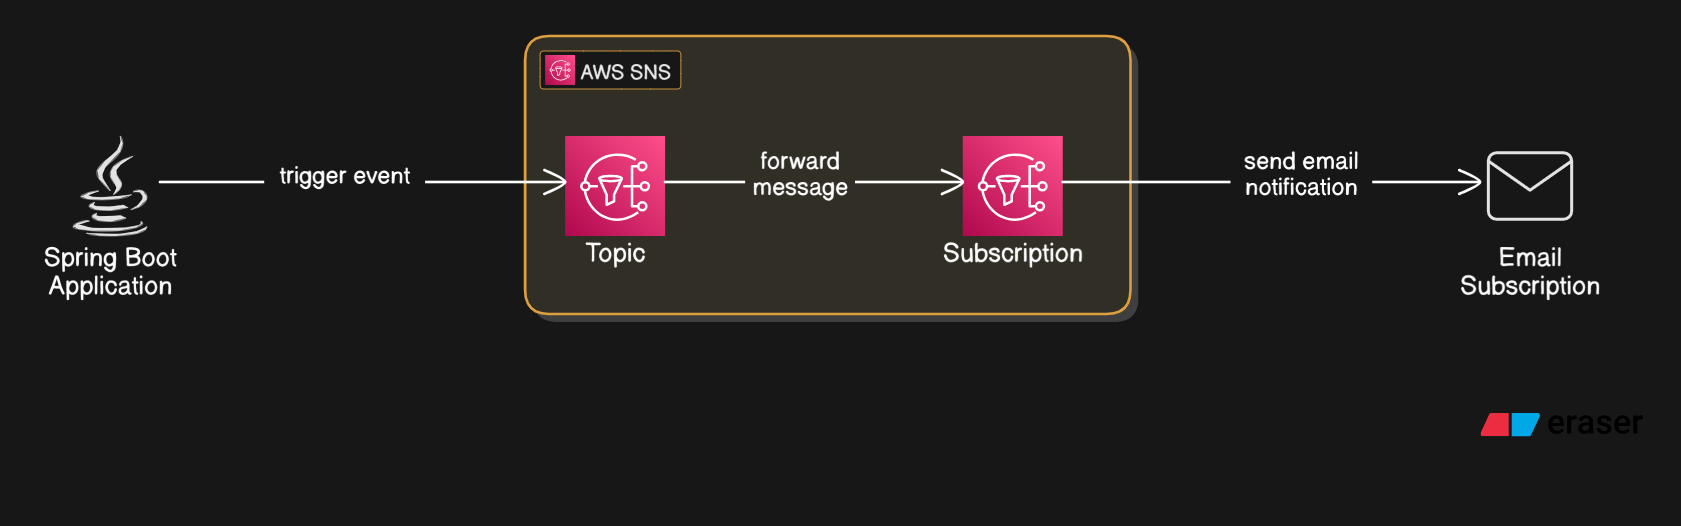 AWS SNS
trigger event
forward
message
send email
notification
Spring Boot
Application
Topic
Subscription
Email
Subscription
eraser